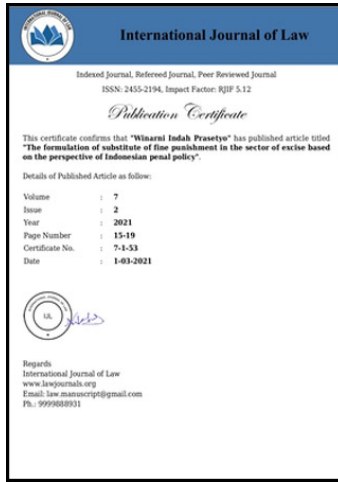 International Journal of Law
Indexed Journal, Refereed Journal, Peer Reviewed Journal
ISSN: 2455-2194, Impact Factor: RJIF 5.12
Publication Certificate
This certificate confirms that "Winarni Indah Prasetyo" has published article titled
"The formulation of substitute of fine punishment in the sector of excise based
on the perspective of Indonesian penal policy".
Details of Published Article as follow:
Volume : 7
Issue : 2
Year : 2021
Page Number : 15-19
Certificate No. : 7-1-53
Date : 1-03-2021
IJL
Regards
International Journal of Law
www.lawjournals.org
Email: law.manuscript@gmail.com
Ph.: 9999888931